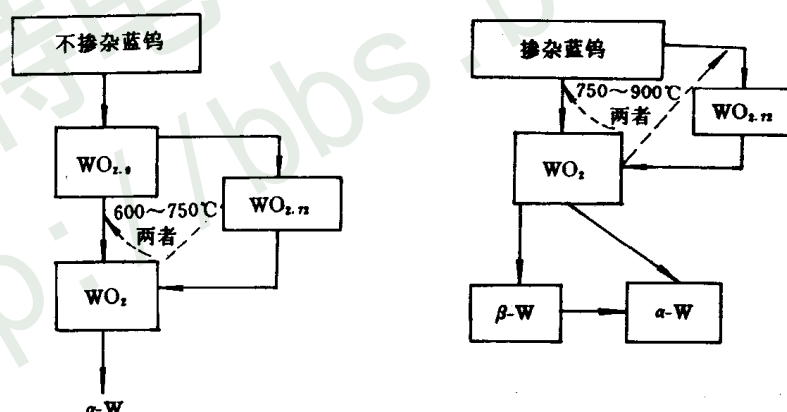 不掺杂蓝钨
WO₂.₉
600～750℃
两者
WO₂.₇₂
WO₂
α-W
掺杂蓝钨
750～900℃
两者
WO₂.₇₂
WO₂
β-W
α-W
://bbs.b